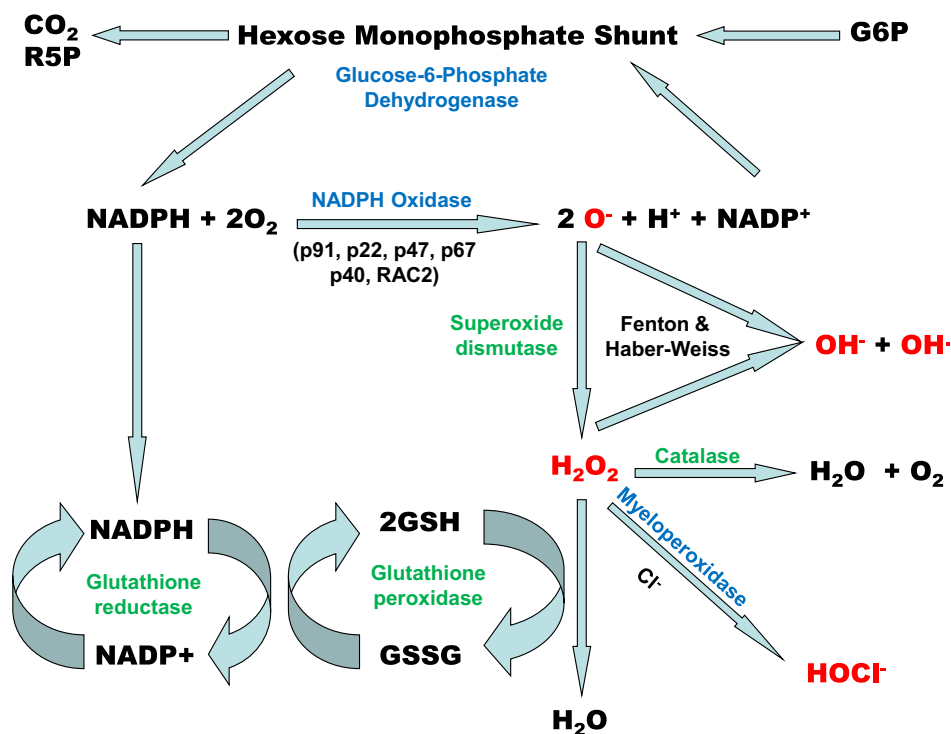 CO₂
R5P
Hexose Monophosphate Shunt
G6P
Glucose-6-Phosphate
Dehydrogenase
NADPH + 2O₂
NADPH Oxidase
(p91, p22, p47, p67
p40, RAC2)
2 O⁻ + H⁺ + NADP⁺
Superoxide
dismutase
Fenton &
Haber-Weiss
OH⁻ + OH·
H₂O₂
Catalase
H₂O + O₂
Myeloperoxidase
Cl⁻
NADPH
Glutathione
reductase
NADP+
2GSH
Glutathione
peroxidase
GSSG
HOCl⁻
H₂O